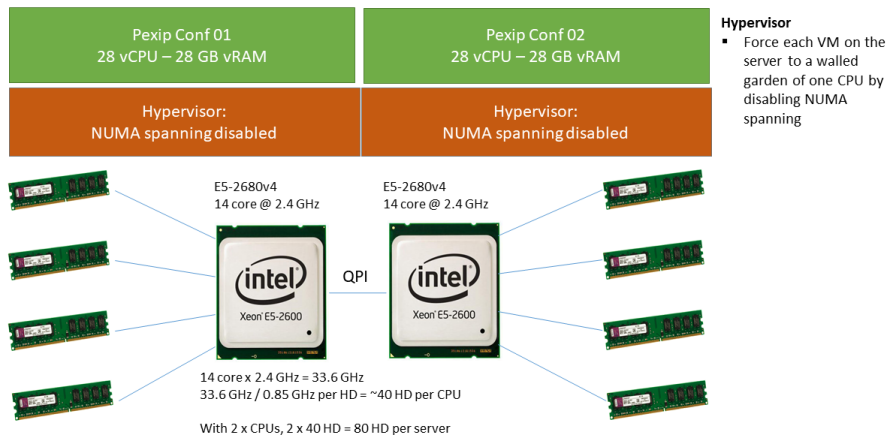 Pexip Conf 01
28 vCPU – 28 GB vRAM
Pexip Conf 02
28 vCPU – 28 GB vRAM
Hypervisor
▪ Force each VM on the
server to a walled
garden of one CPU by
disabling NUMA
spanning
Hypervisor:
NUMA spanning disabled
Hypervisor:
NUMA spanning disabled
E5-2680v4
14 core @ 2.4 GHz
E5-2680v4
14 core @ 2.4 GHz
intel®
Xeon® E5-2600
QPI
intel®
Xeon® E5-2600
14 core x 2.4 GHz = 33.6 GHz
33.6 GHz / 0.85 GHz per HD = ~40 HD per CPU
With 2 x CPUs, 2 x 40 HD = 80 HD per server